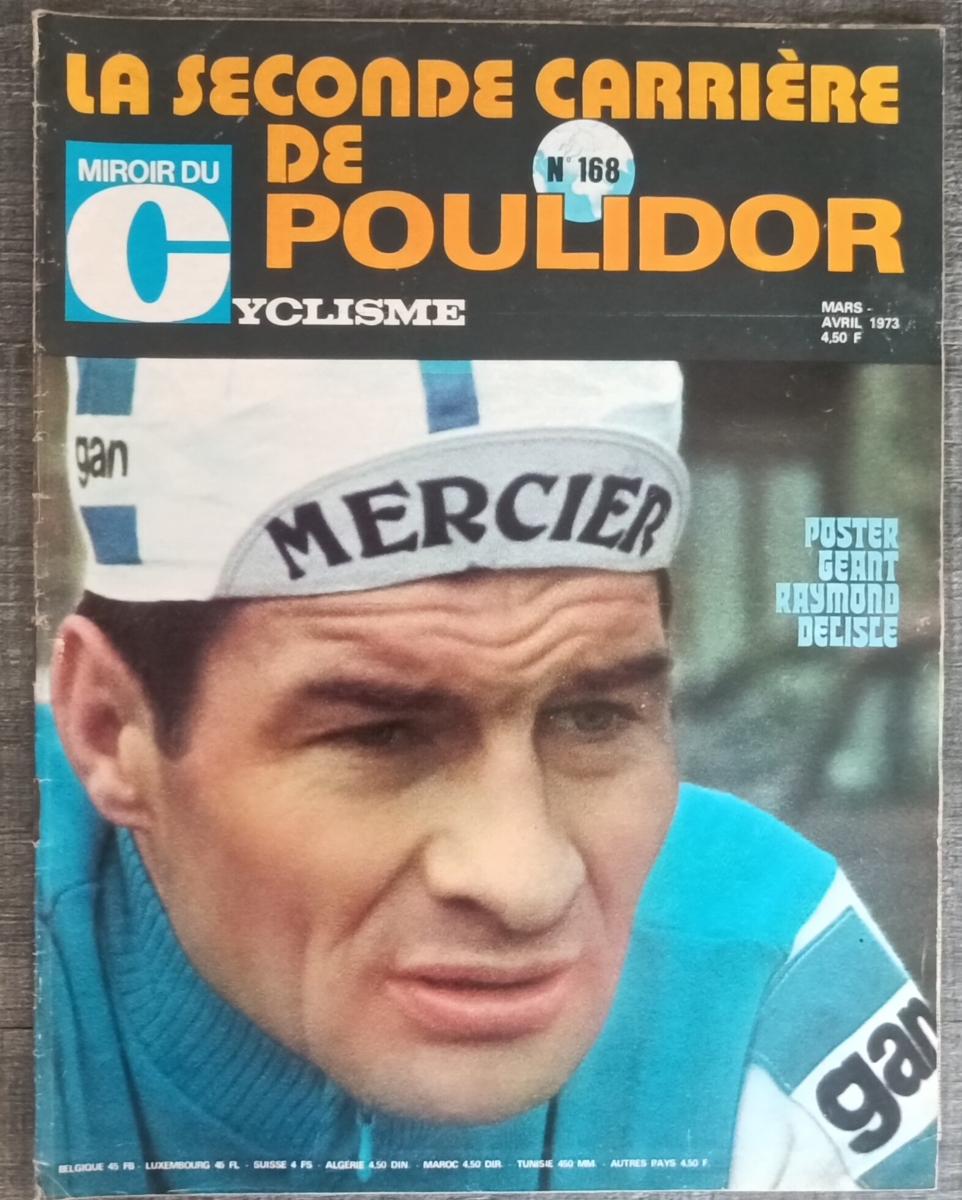 LA SECONDE CARRIÈRE
DE
POULIDOR
N° 168
MIROIR DU
CYCLISME
MARS -
AVRIL 1973
4,50 F
gan
MERCIER
POSTER
GEANT
RAYMOND
DELISLE
gan
BELGIQUE 45 FB - LUXEMBOURG 45 FL - SUISSE 4 FS - ALGÉRIE 4,50 DIN. - MAROC 4,50 DIR. - TUNISIE 450 MM. - AUTRES PAYS 4,50 F.